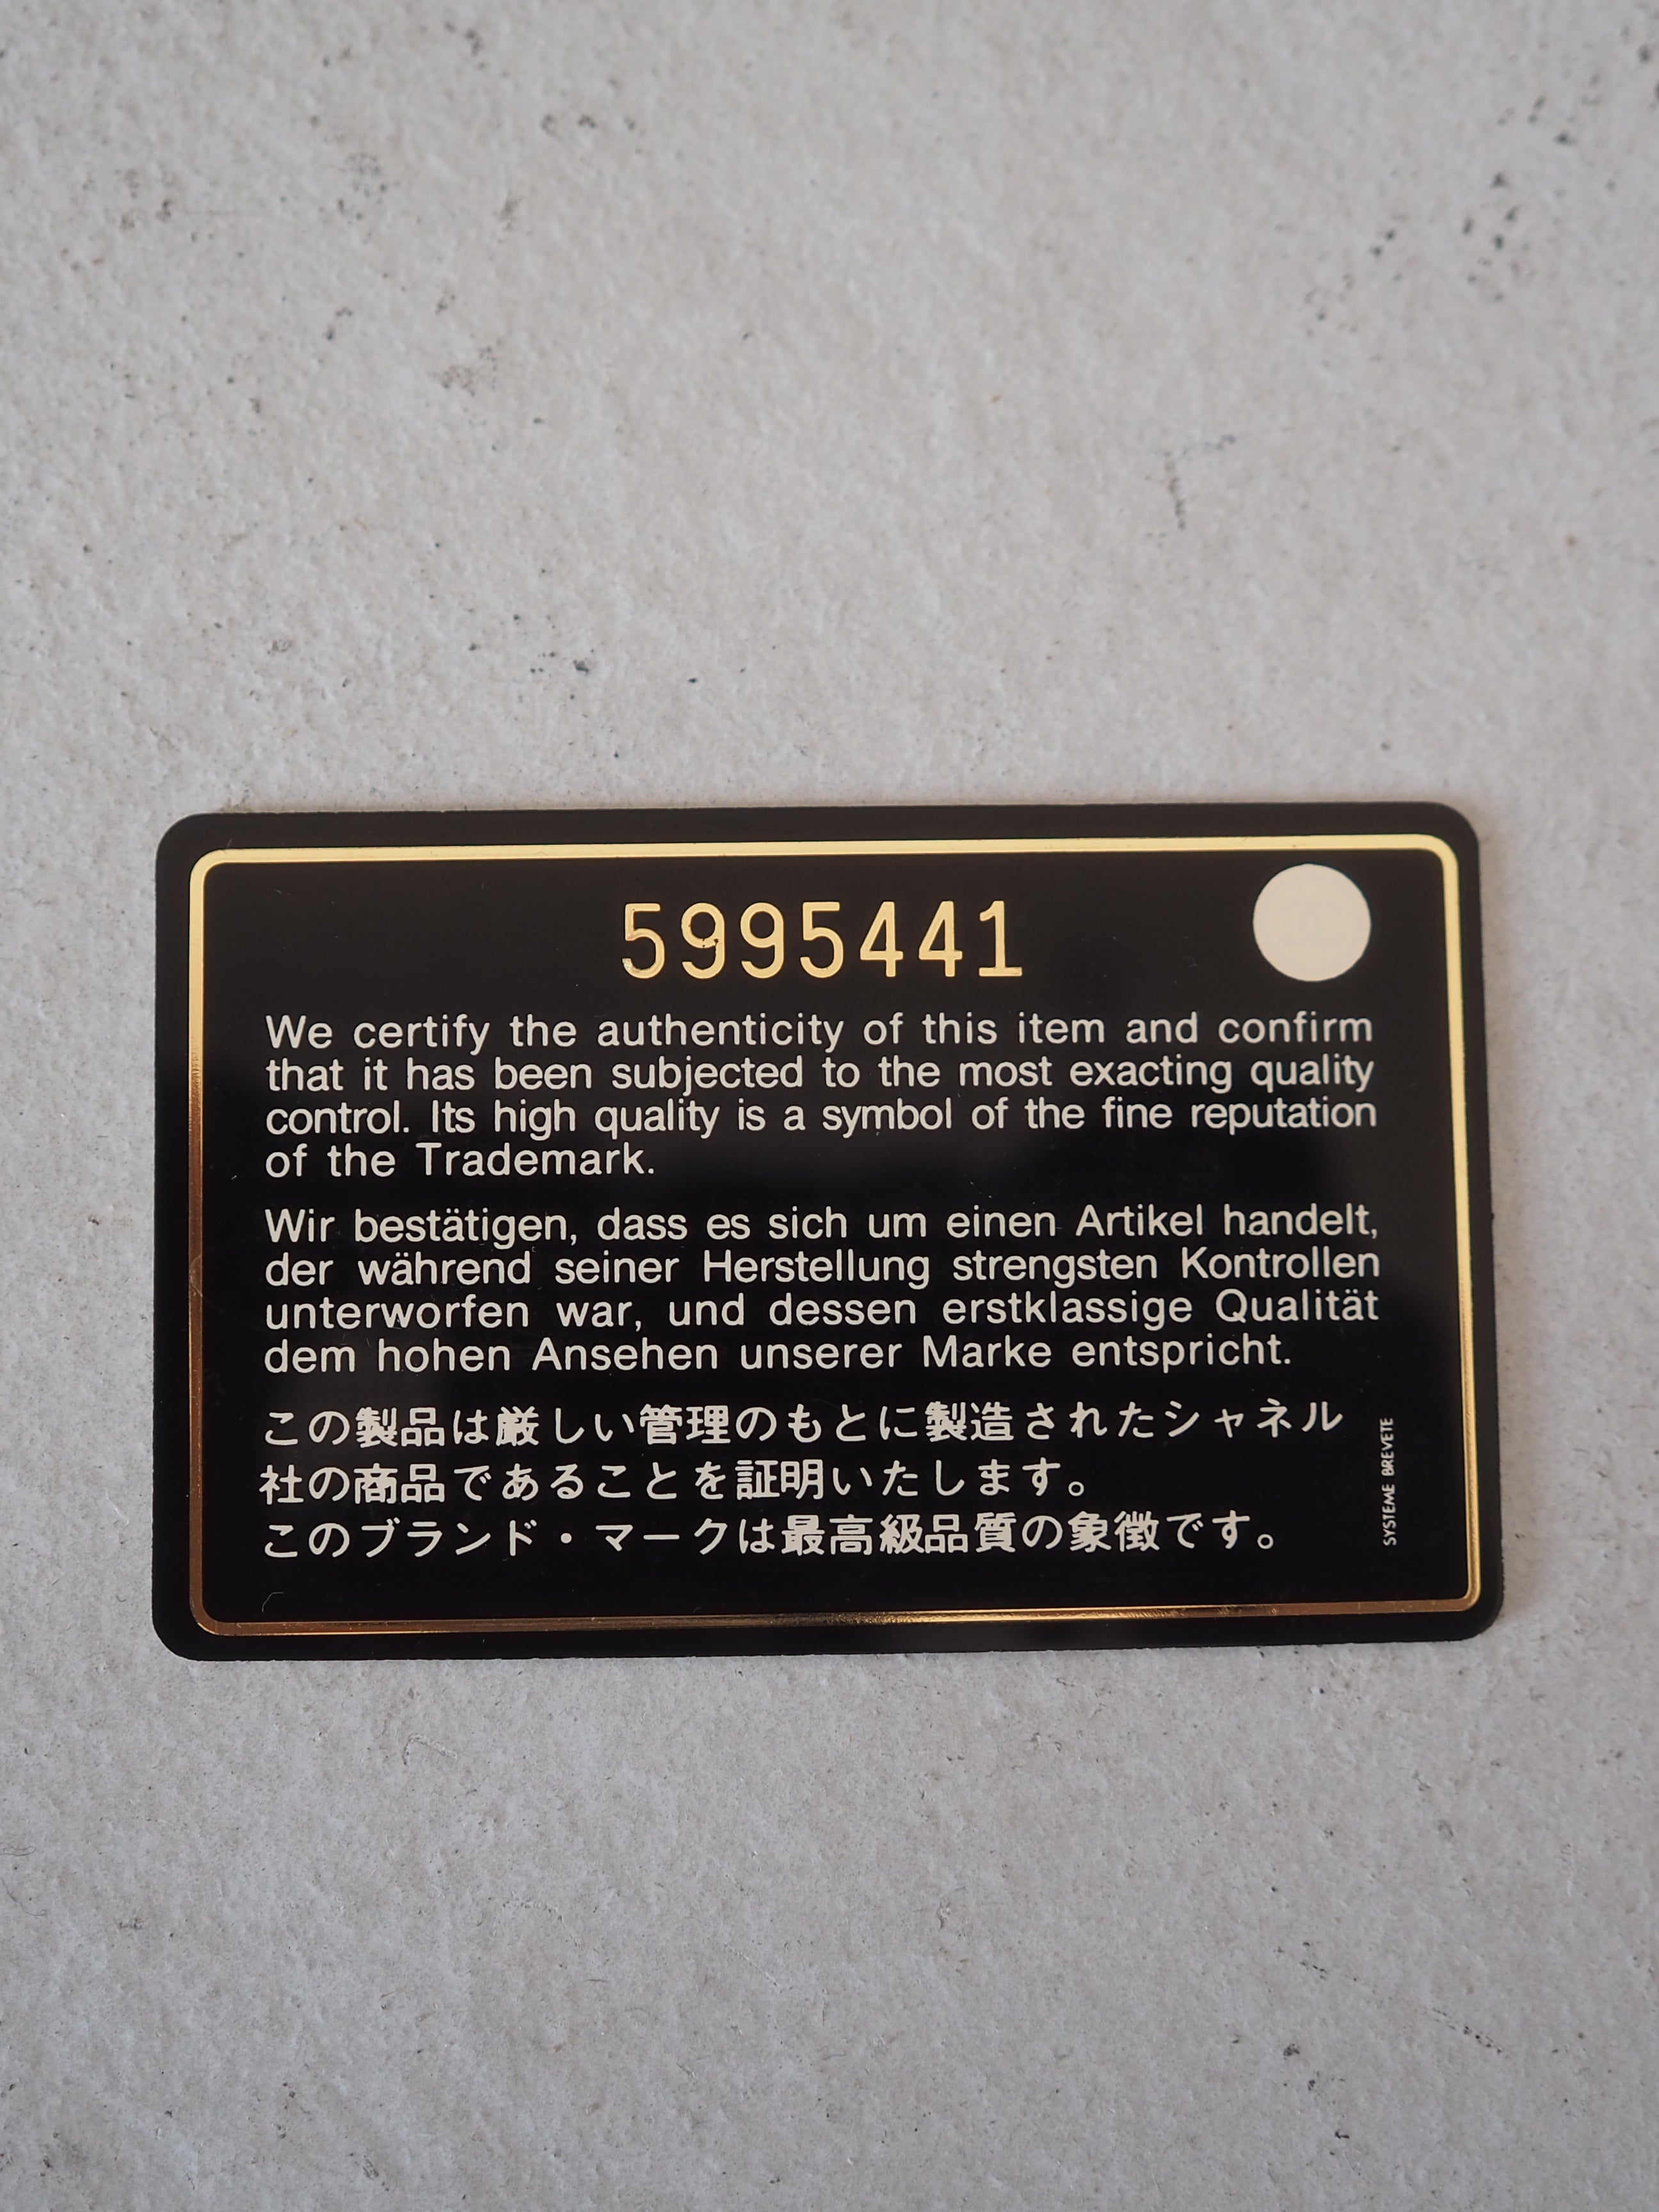 5995441
We certify the authenticity of this item and confirm
that it has been subjected to the most exacting quality
control. Its high quality is a symbol of the fine reputation
of the Trademark.
Wir bestätigen, dass es sich um einen Artikel handelt,
der während seiner Herstellung strengsten Kontrollen
unterworfen war, und dessen erstklassige Qualität
dem hohen Ansehen unserer Marke entspricht.
この製品は厳しい管理のもとに製造されたシャネル
社の商品であることを証明いたします。
このブランド・マークは最高級品質の象徴です。
SYSTEME BREVETE